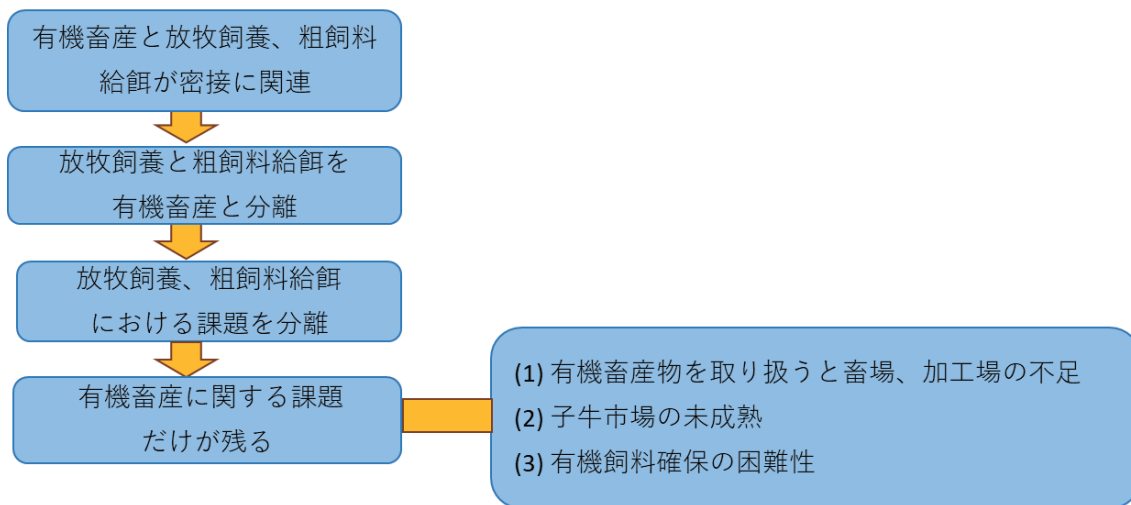 有機畜産と放牧飼養、粗飼料
給餌が密接に関連
放牧飼養と粗飼料給餌を
有機畜産と分離
放牧飼養、粗飼料給餌
における課題を分離
有機畜産に関する課題
だけが残る
(1) 有機畜産物を取り扱うと畜場、加工場の不足
(2) 子牛市場の未成熟
(3) 有機飼料確保の困難性